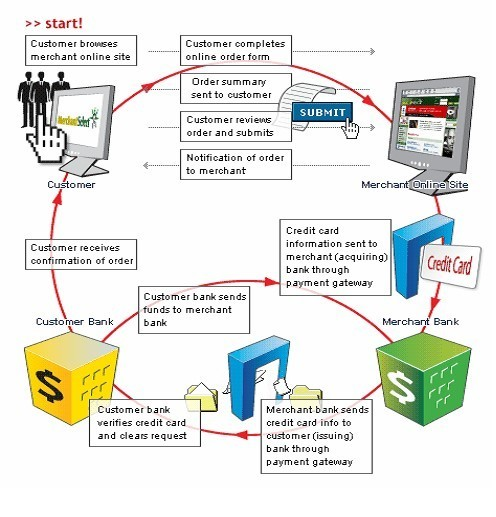 >> start!
Customer browses
merchant online site
Customer completes
online order form
Order summary
sent to customer
SUBMIT
Customer reviews
order and submits
Notification of order
to merchant
MerchantSelect
Customer
Merchant Online Site
Credit card
information sent to
merchant (acquiring)
bank through
payment gateway
Credit Card
Customer receives
confirmation of order
Customer bank sends
funds to merchant
bank
Customer Bank
Merchant Bank
$
$
Customer bank
verifies credit card
and clears request
Merchant bank sends
credit card info to
customer (issuing)
bank through
payment gateway